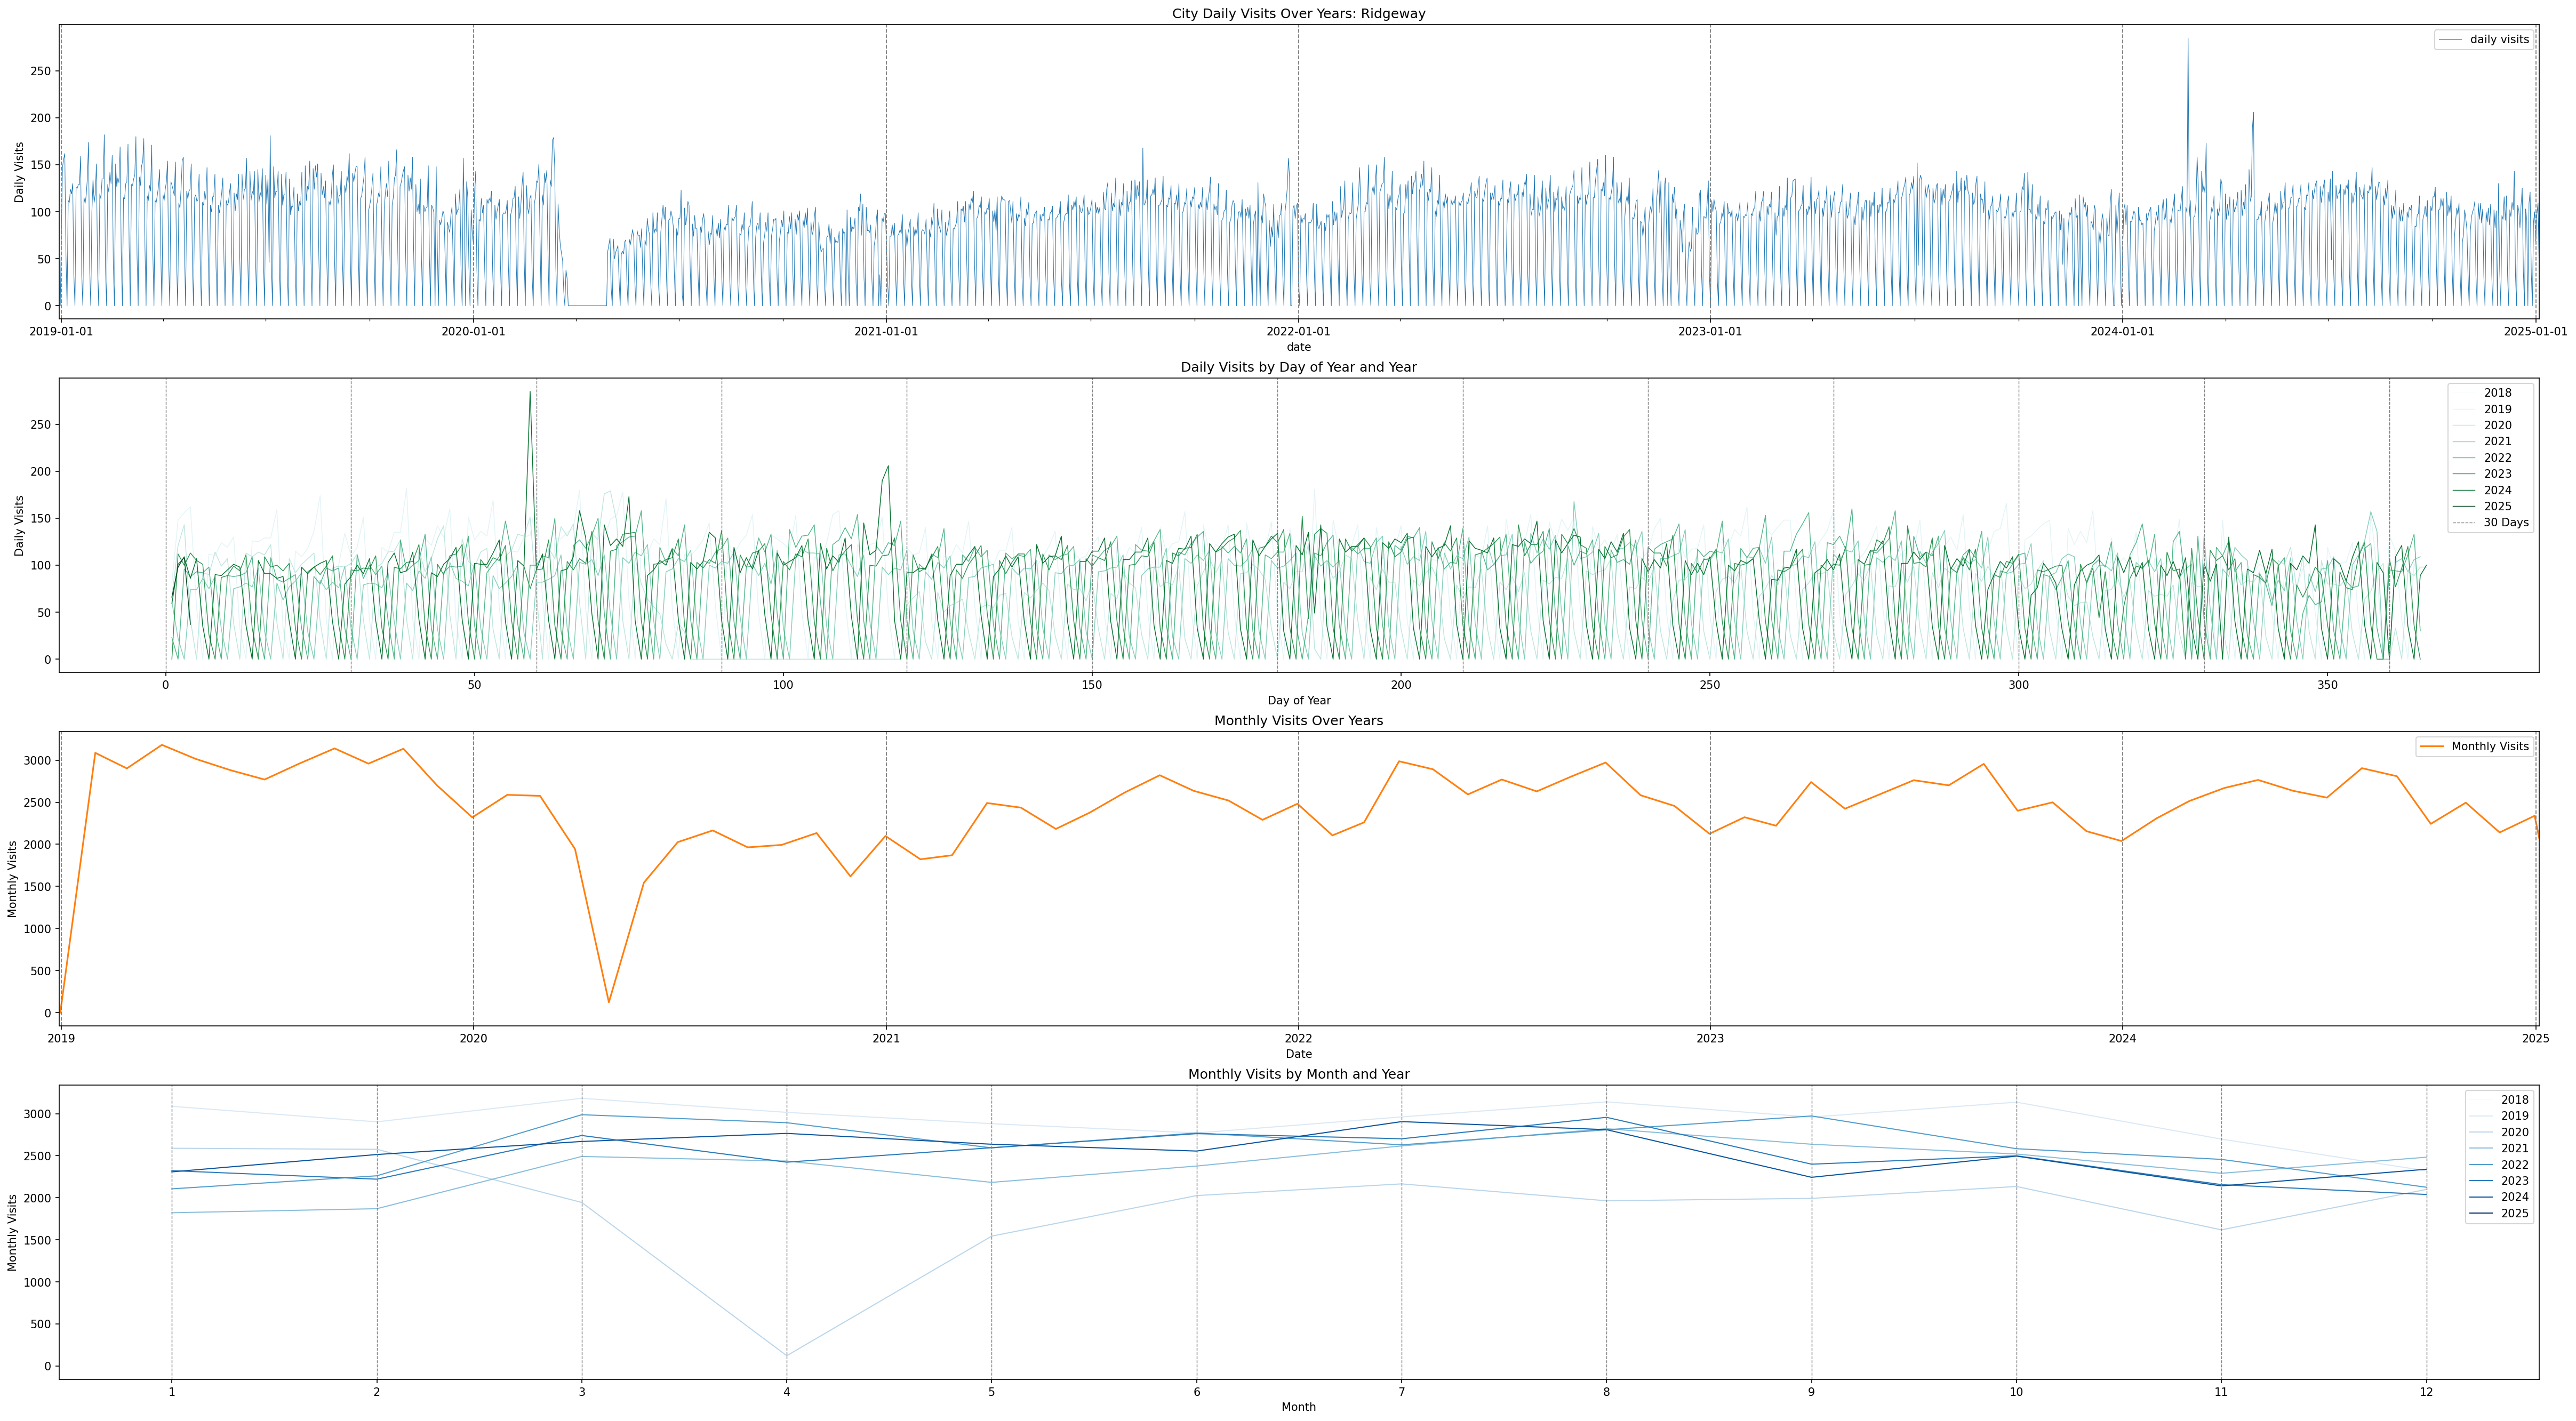 City Daily Visits Over Years: Ridgeway
daily visits
Daily Visits
250
200
150
100
50
0
2019-01-01 2020-01-01 2021-01-01 2022-01-01 2023-01-01 2024-01-01 2025-01-01
date
Daily Visits by Day of Year and Year
2018
2019
2020
2021
2022
2023
2024
2025
30 Days
Daily Visits
250
200
150
100
50
0
0 50 100 150 200 250 300 350
Day of Year
Monthly Visits Over Years
Monthly Visits
Monthly Visits
3000
2500
2000
1500
1000
500
0
2019 2020 2021 2022 2023 2024 2025
Date
Monthly Visits by Month and Year
2018
2019
2020
2021
2022
2023
2024
2025
Monthly Visits
3000
2500
2000
1500
1000
500
0
1 2 3 4 5 6 7 8 9 10 11 12
Month